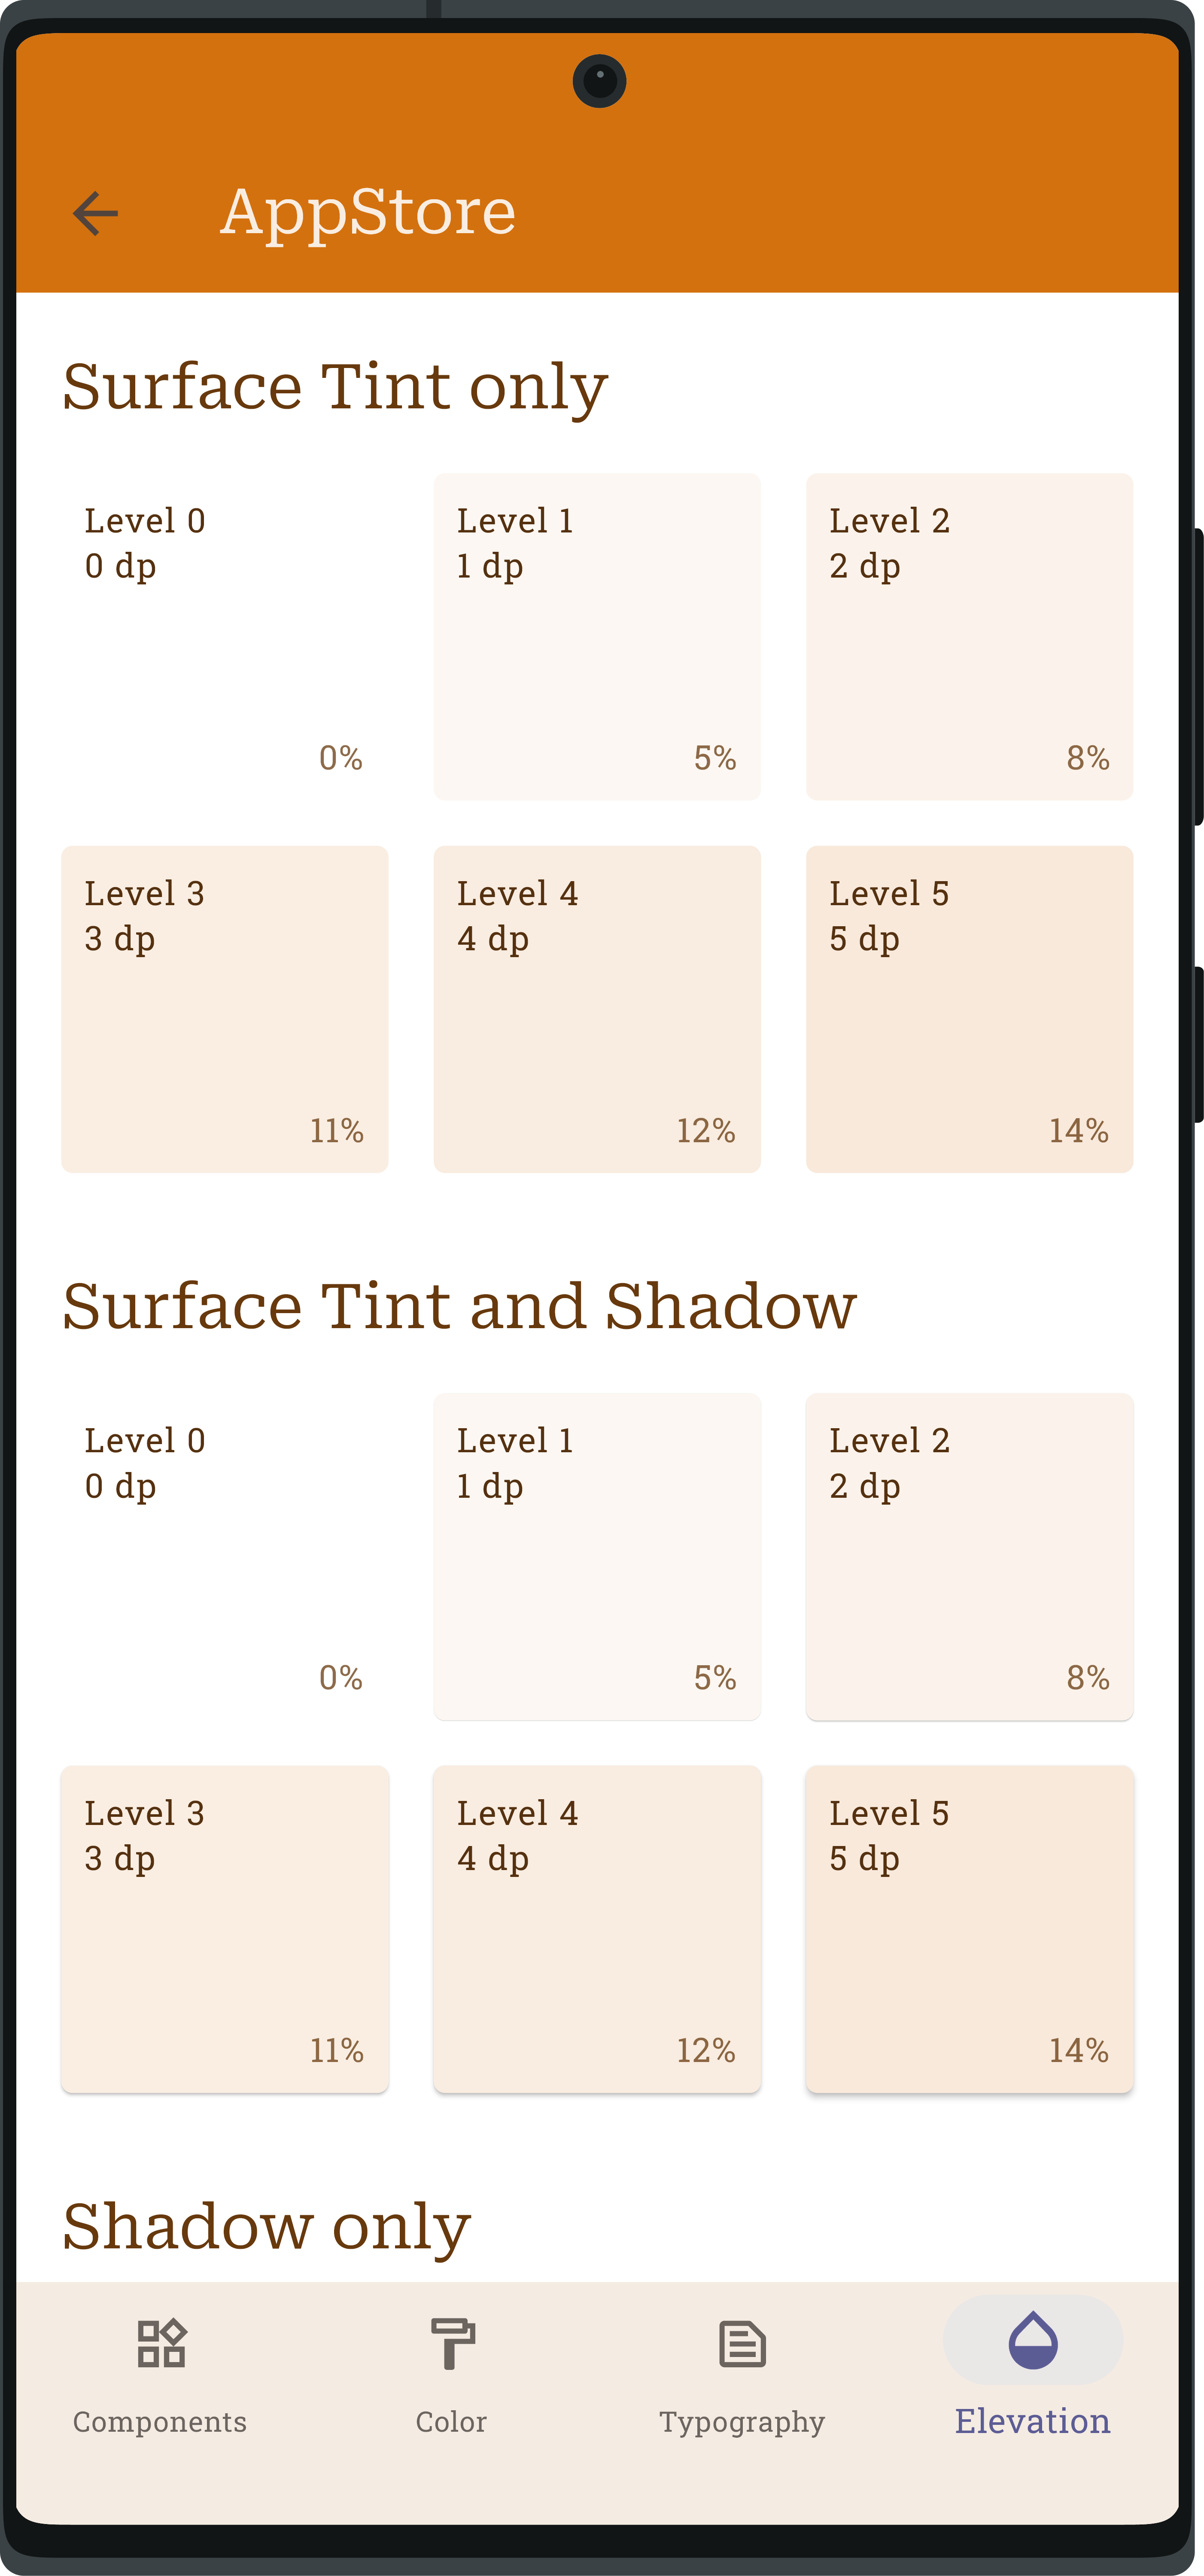 AppStore
Surface Tint only
Level 0
0 dp
0%
Level 1
1 dp
5%
Level 2
2 dp
8%
Level 3
3 dp
11%
Level 4
4 dp
12%
Level 5
5 dp
14%
Surface Tint and Shadow
Level 0
0 dp
0%
Level 1
1 dp
5%
Level 2
2 dp
8%
Level 3
3 dp
11%
Level 4
4 dp
12%
Level 5
5 dp
14%
Shadow only
Components
Color
Typography
Elevation